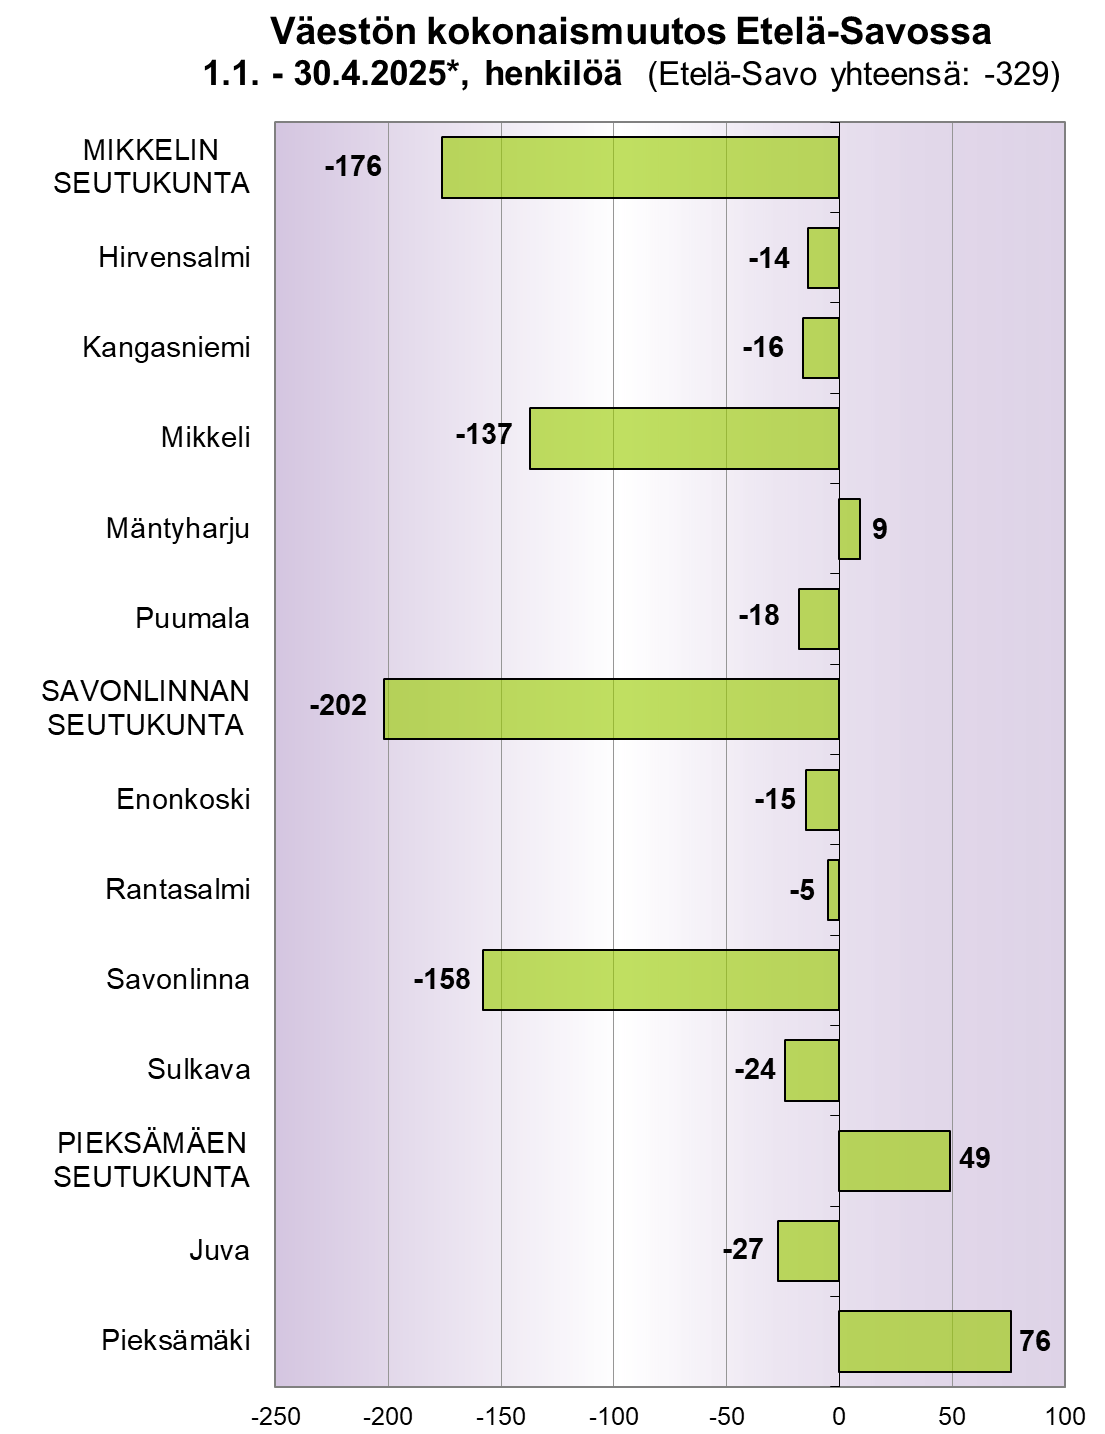 Väestön kokonaismuutos Etelä-Savossa
1.1. - 30.4.2025*, henkilöä (Etelä-Savo yhteensä: -329)
MIKKELIN
SEUTUKUNTA
-176
Hirvensalmi
-14
Kangasniemi
-16
Mikkeli
-137
Mäntyharju
9
Puumala
-18
SAVONLINNAN
SEUTUKUNTA
-202
Enonkoski
-15
Rantasalmi
-5
Savonlinna
-158
Sulkava
-24
PIEKSÄMÄEN
SEUTUKUNTA
49
Juva
-27
Pieksämäki
76
-250 -200 -150 -100 -50 0 50 100